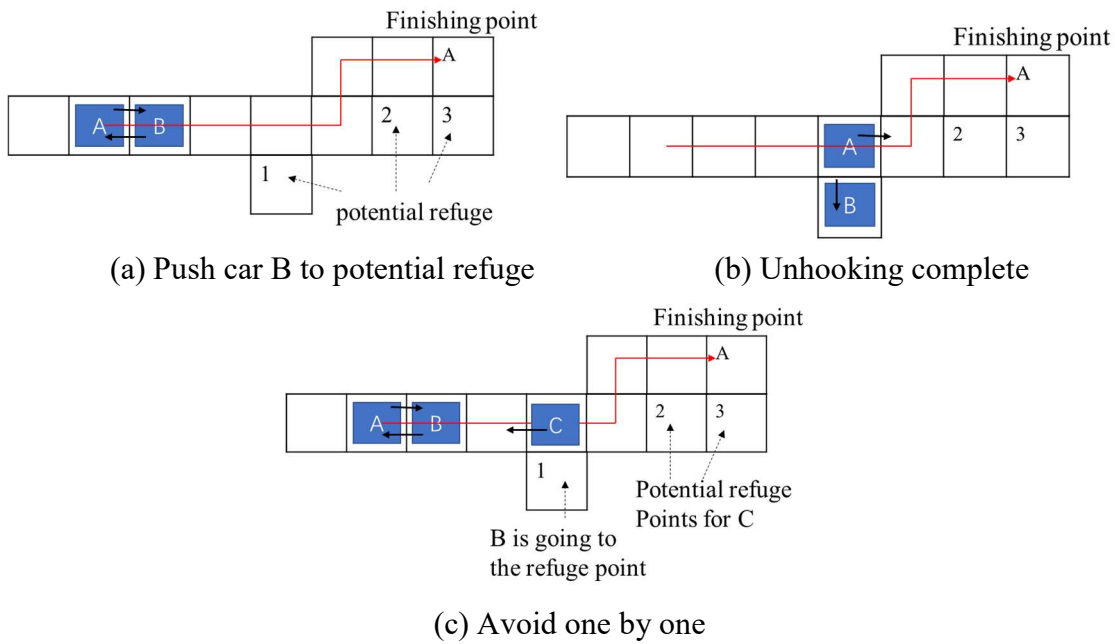 Finishing point
A
A B
2 3
1
potential refuge
(a) Push car B to potential refuge
Finishing point
A
A
2 3
B
(b) Unhooking complete
Finishing point
A
A B C
2 3
1
Potential refuge
Points for C
B is going to
the refuge point
(c) Avoid one by one